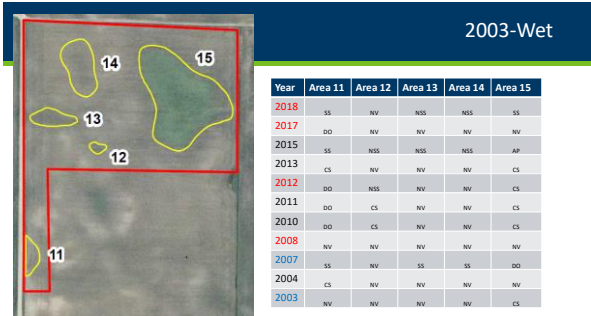 2003-Wet
14
15
13
12
11
Year Area 11 Area 12 Area 13 Area 14 Area 15
2018 SS NV NSS NSS SS
2017 DO NV NV NV NV
2015 SS NSS NSS NSS AP
2013 CS NV NV NV CS
2012 DO NSS NV NV CS
2011 DO CS NV NV CS
2010 DO CS NV NV CS
2008 NV NV NV NV NV
2007 SS NV SS SS DO
2004 CS NV NV NV CS
2003 NV NV NV NV CS